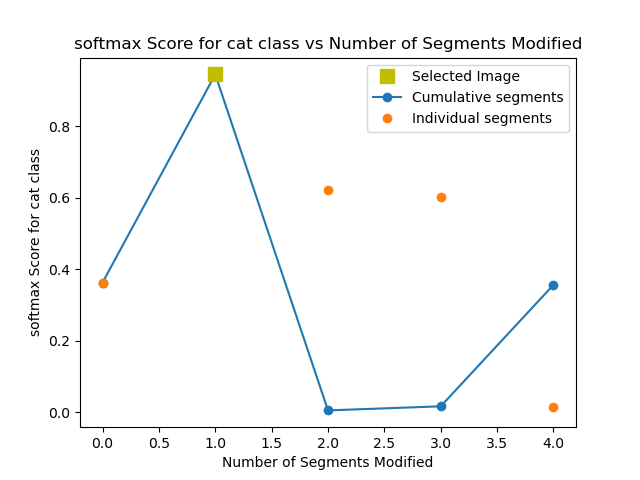 softmax Score for cat class vs Number of Segments Modified
Selected Image
Cumulative segments
Individual segments
softmax Score for cat class
0.8
0.6
0.4
0.2
0.0
0.0 0.5 1.0 1.5 2.0 2.5 3.0 3.5 4.0
Number of Segments Modified